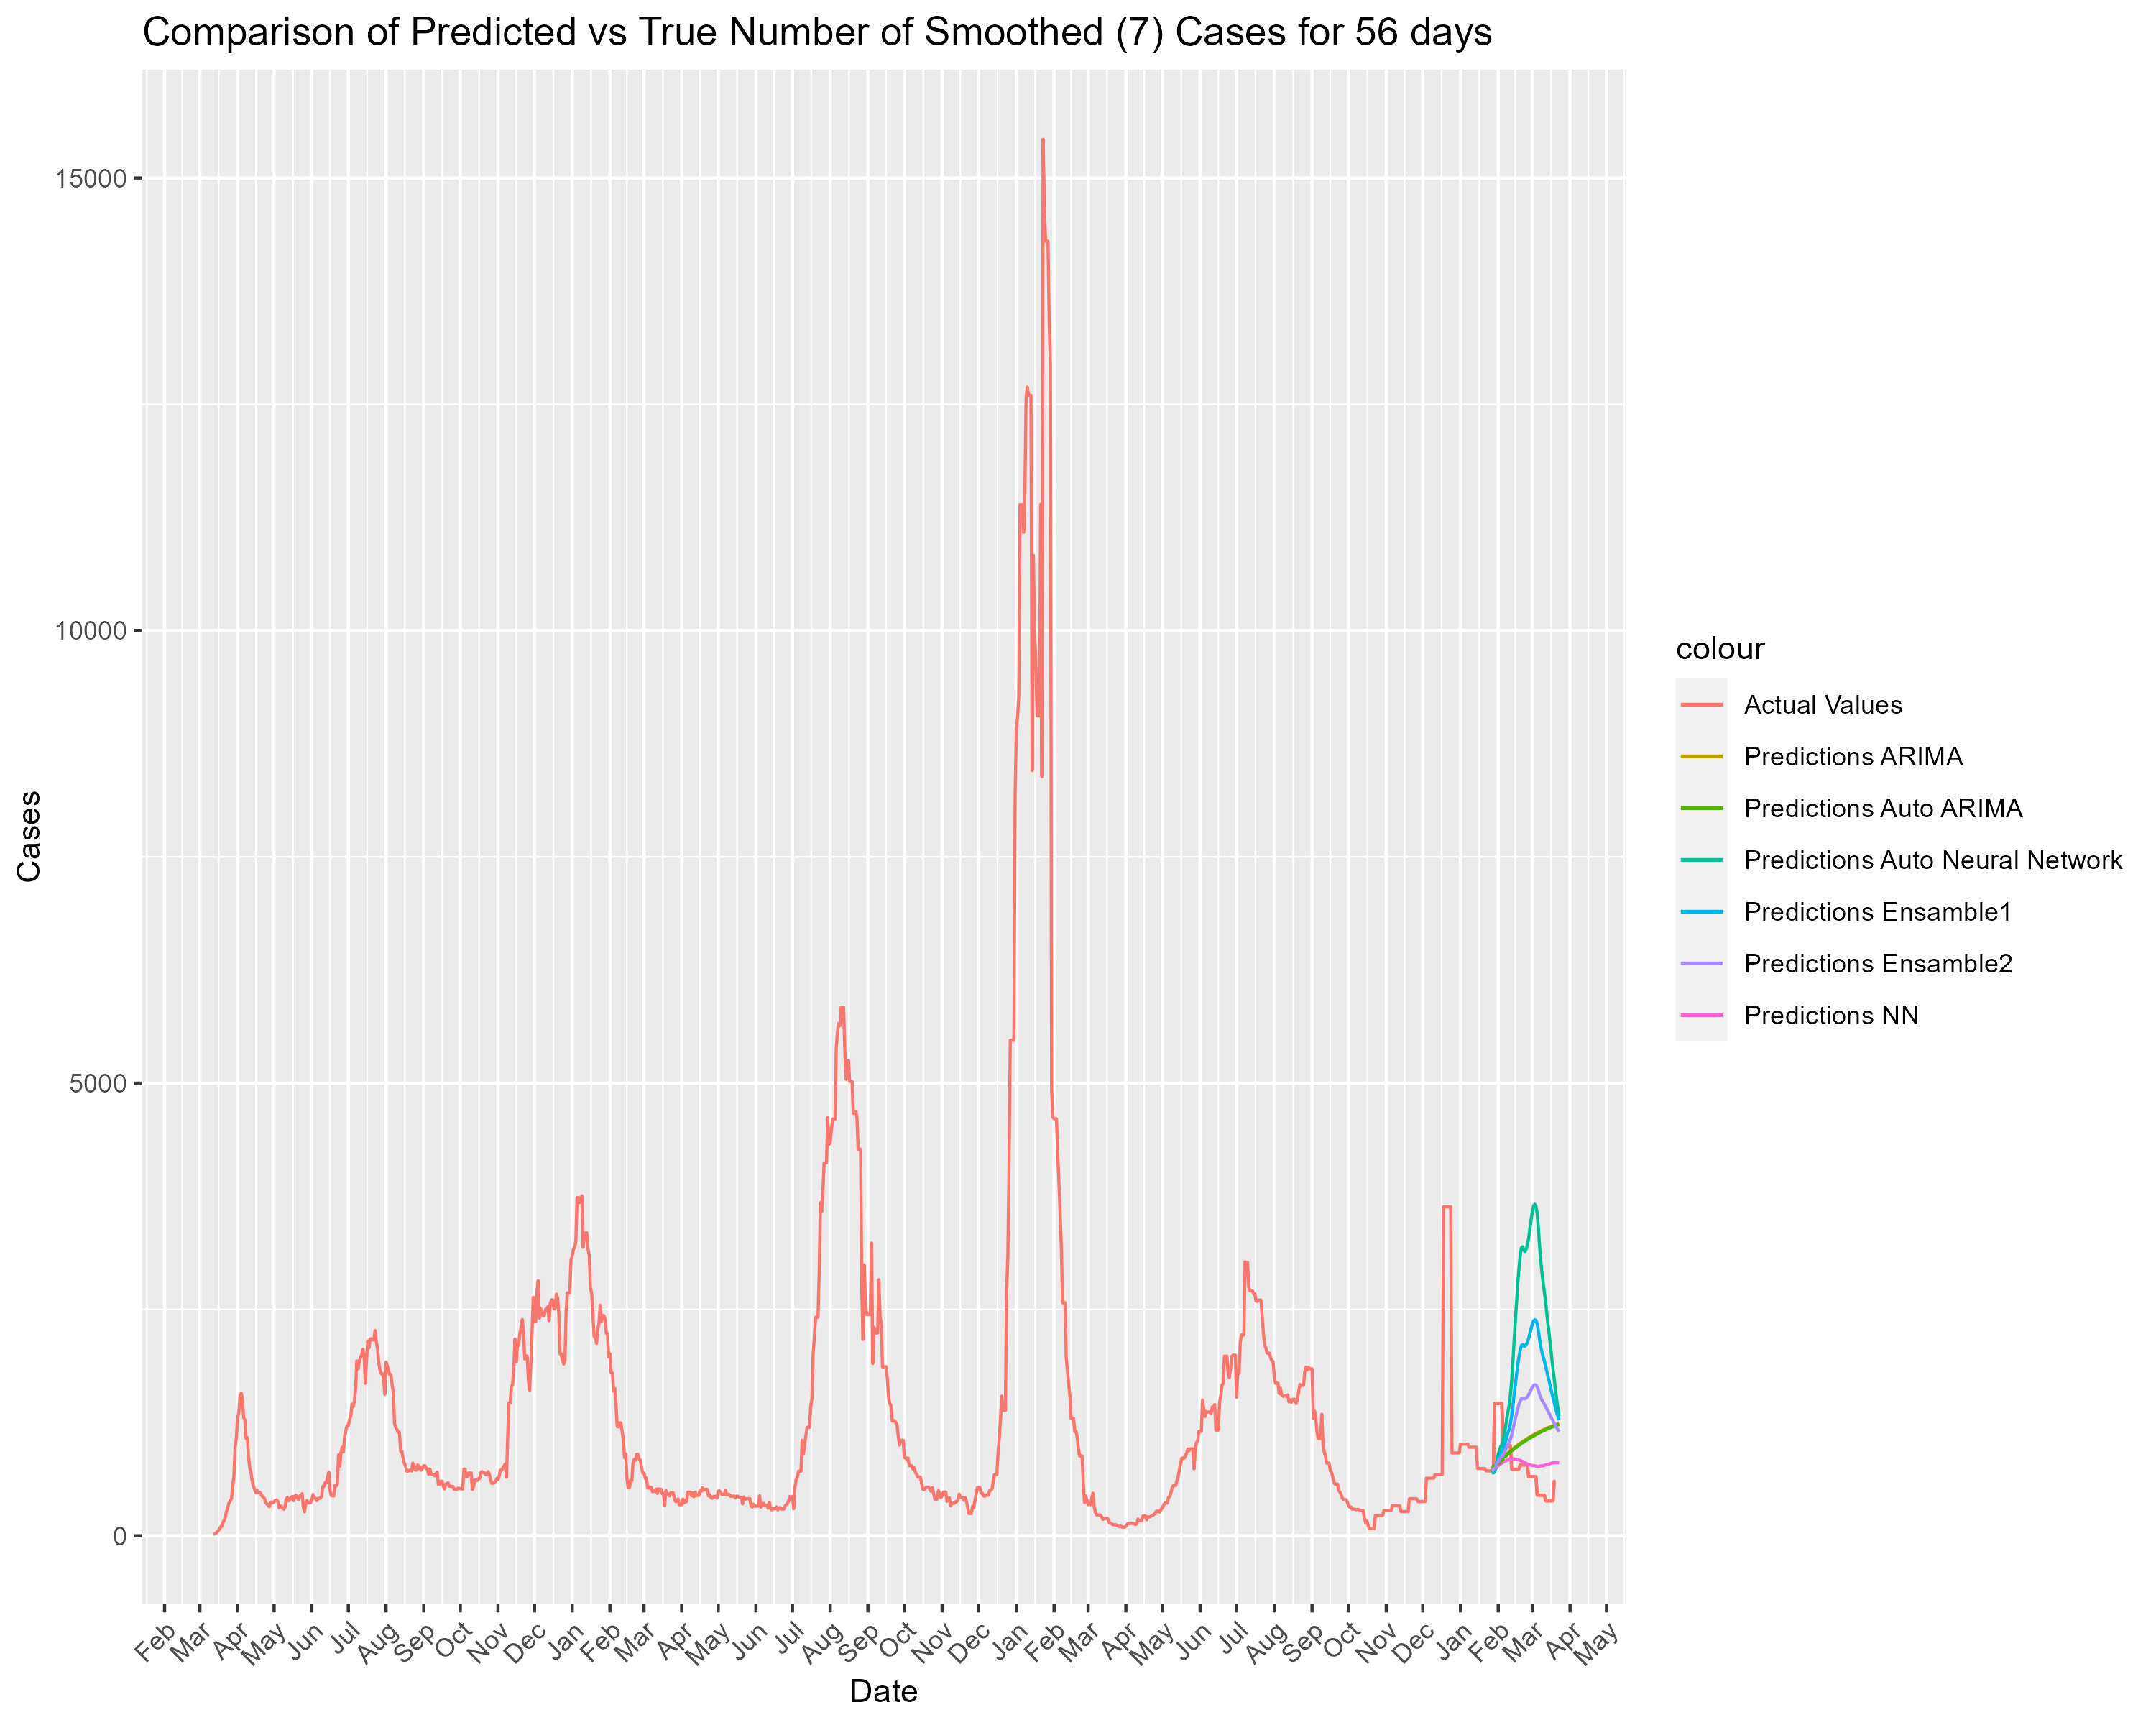 Comparison of Predicted vs True Number of Smoothed (7) Cases for 56 days
15000
10000
5000
0
Cases
Feb
Mar
Apr
May
Jun
Jul
Aug
Sep
Oct
Nov
Dec
Jan
Feb
Mar
Apr
May
Jun
Jul
Aug
Sep
Oct
Nov
Dec
Jan
Feb
Mar
Apr
May
Jun
Jul
Aug
Sep
Oct
Nov
Dec
Jan
Feb
Mar
Apr
May
Date
colour
Actual Values
Predictions ARIMA
Predictions Auto ARIMA
Predictions Auto Neural Network
Predictions Ensamble1
Predictions Ensamble2
Predictions NN